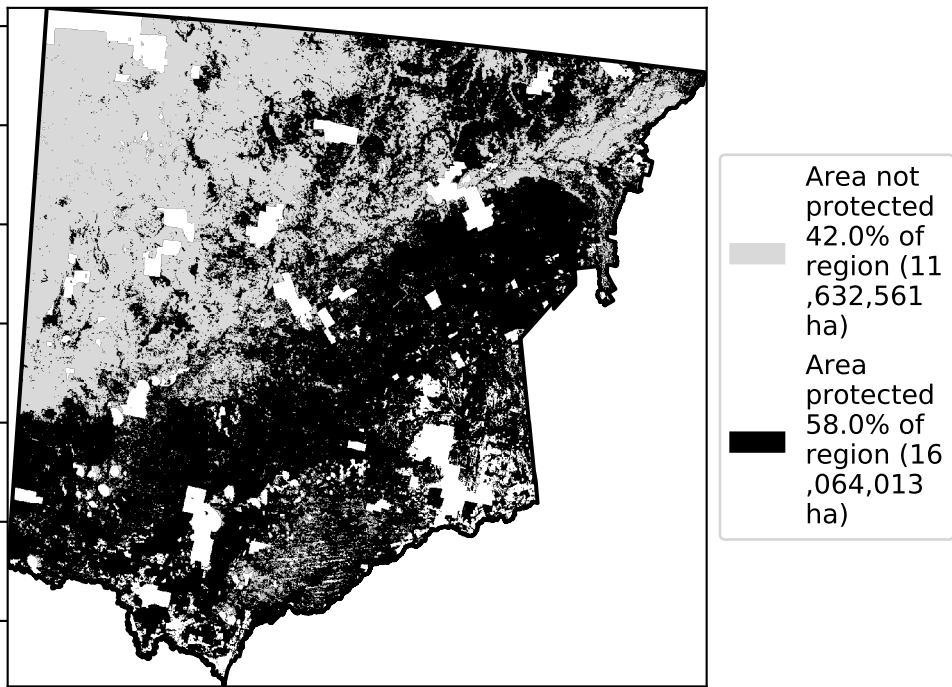 Area not
protected
42.0% of
region (11
,632,561
ha)
Area
protected
58.0% of
region (16
,064,013
ha)